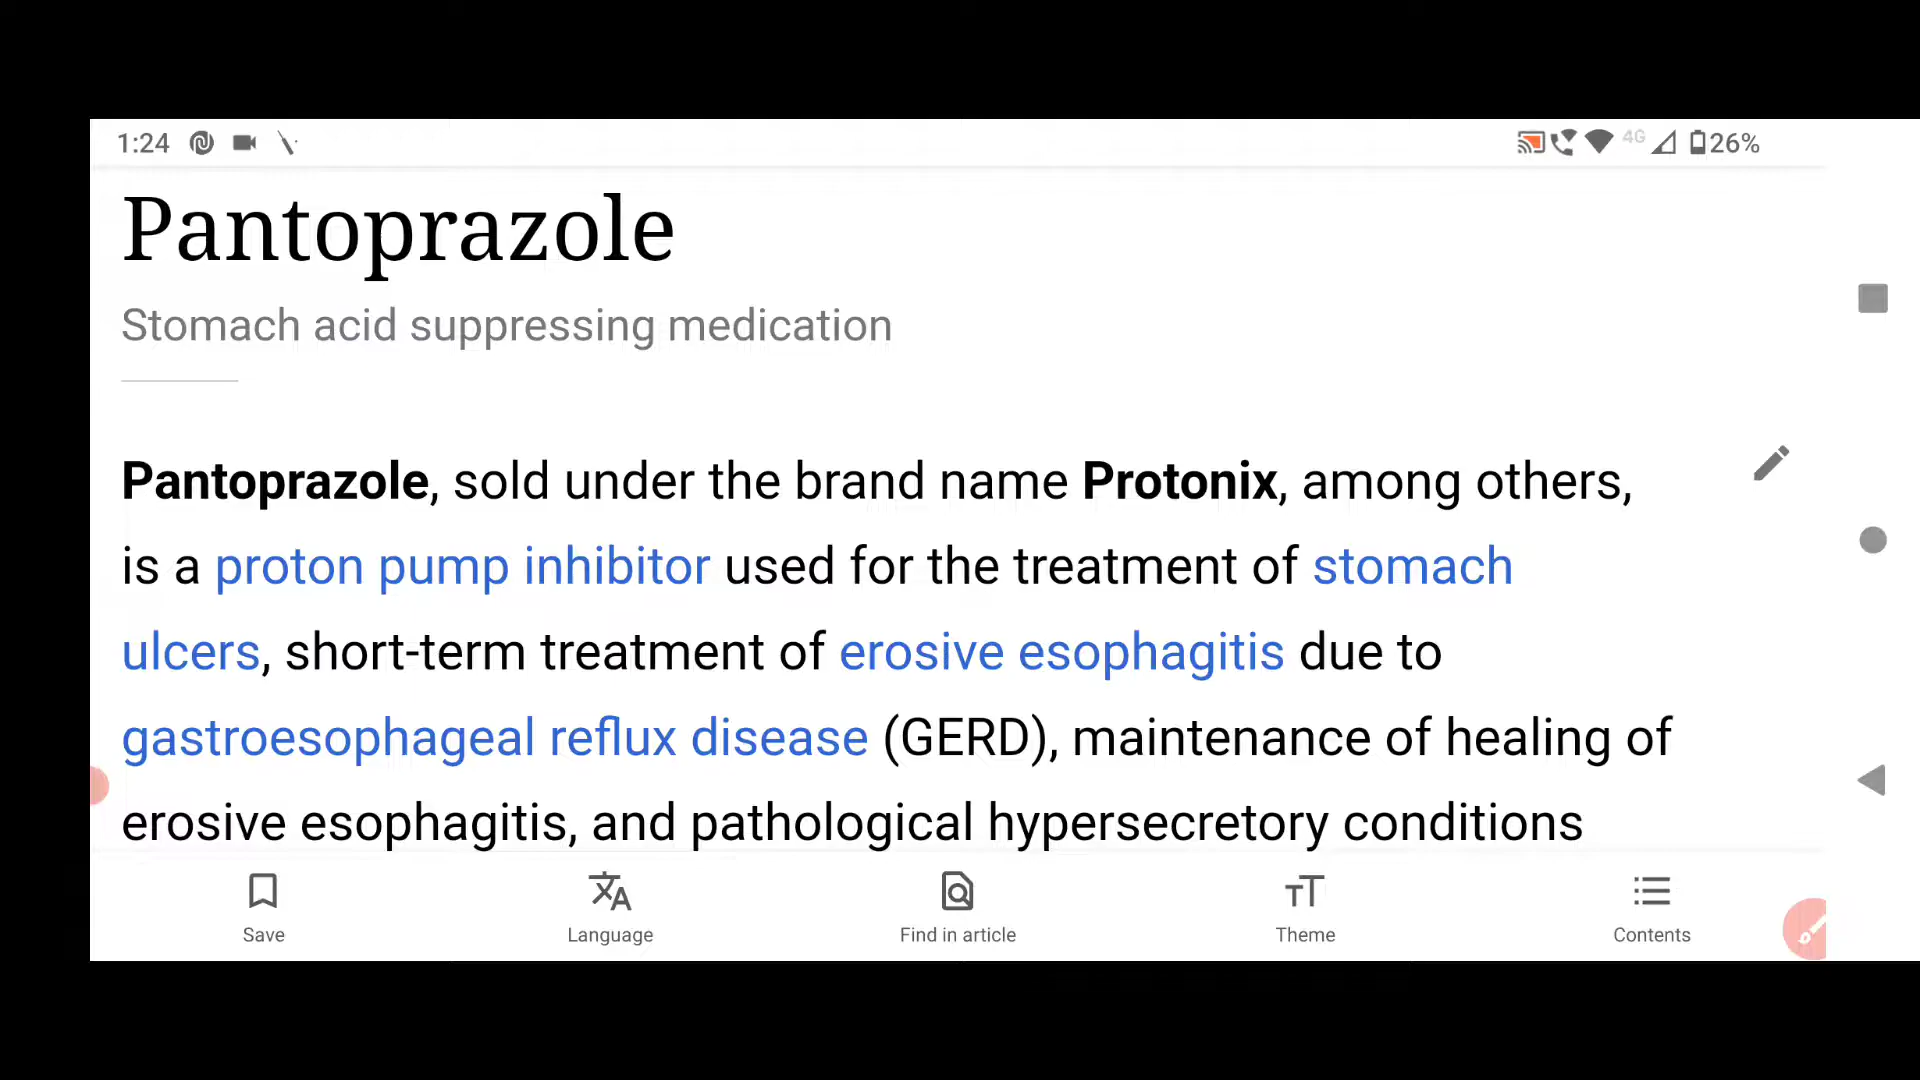 1:24 4G 26%
Pantoprazole
Stomach acid suppressing medication
Pantoprazole, sold under the brand name Protonix, among others,
is a proton pump inhibitor used for the treatment of stomach
ulcers, short-term treatment of erosive esophagitis due to
gastroesophageal reflux disease (GERD), maintenance of healing of
erosive esophagitis, and pathological hypersecretory conditions
Save Language Find in article Theme Contents